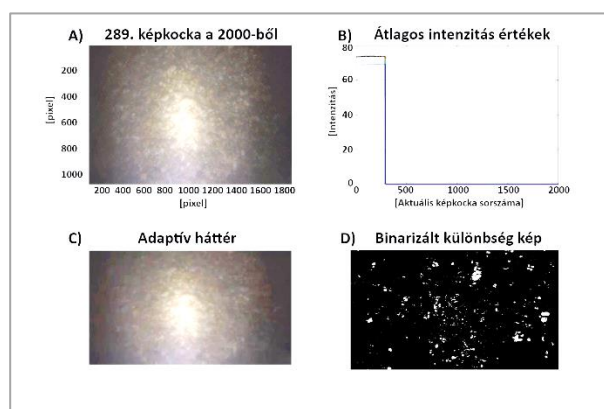 A) 289. képkocka a 2000-ből
[pixel]
200
400
600
800
1000
200 400 600 800 1000 1200 1400 1600 1800
[pixel]
B) Átlagos intenzitás értékek
[Intenzitás]
80
60
40
20
0
0 500 1000 1500 2000
[Aktuális képkocka sorszáma]
C) Adaptív háttér
D) Binarizált különbség kép